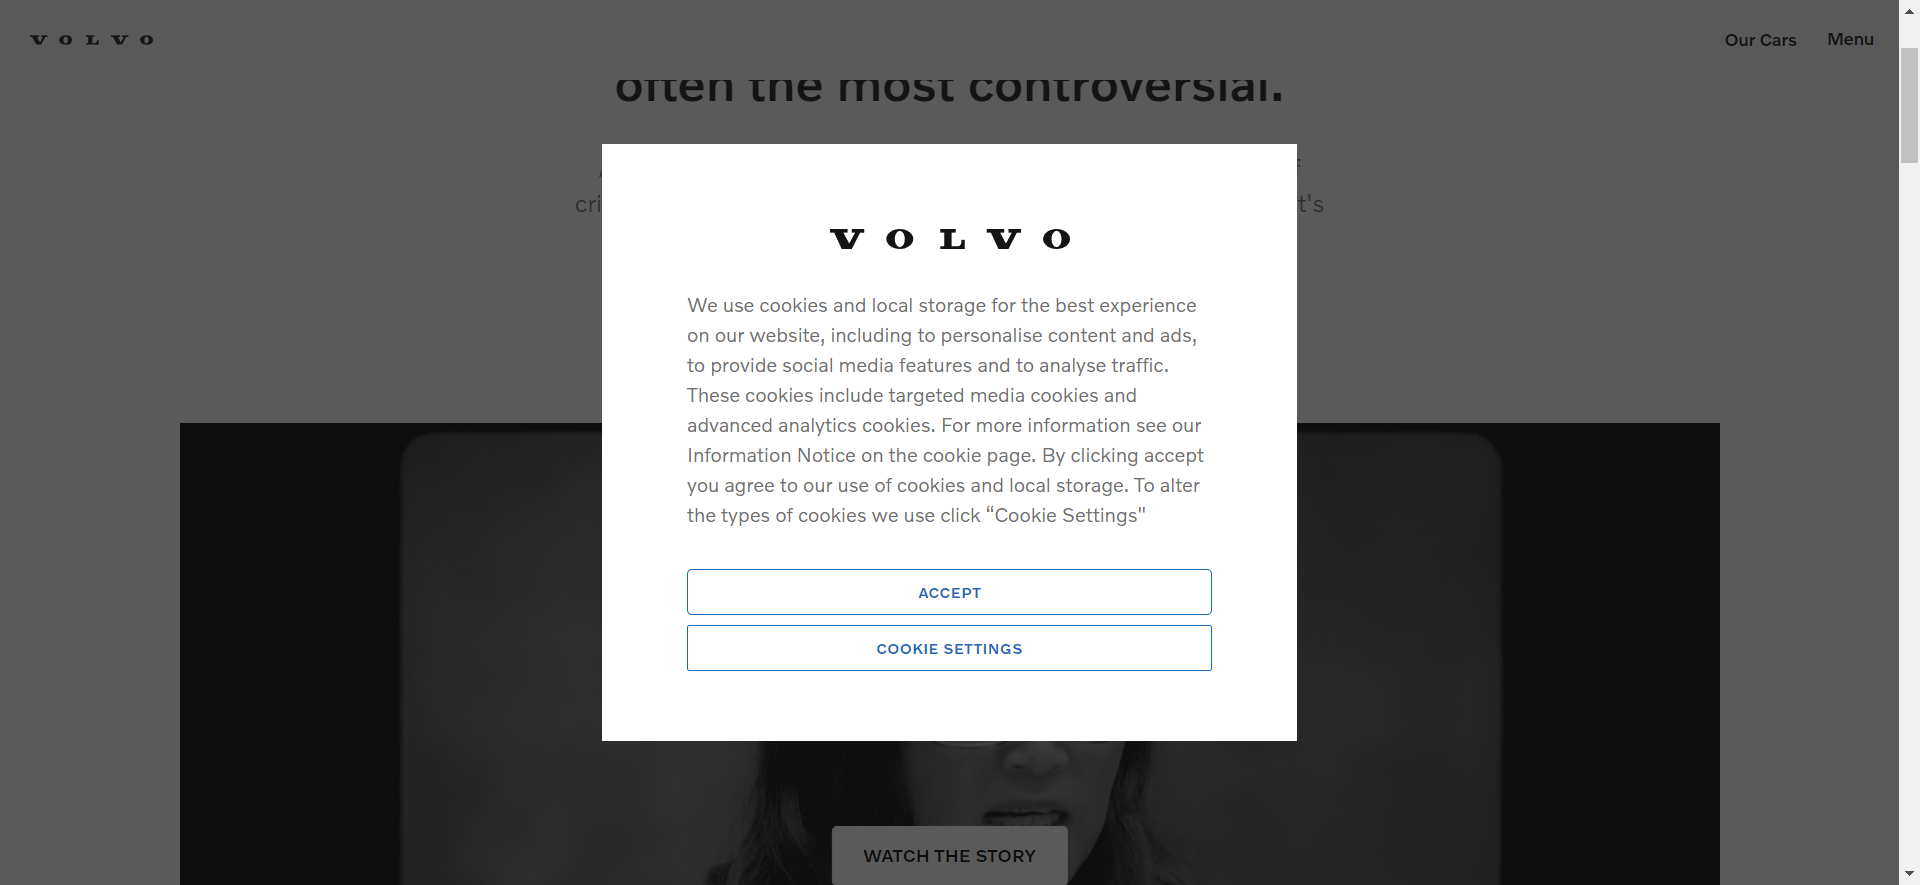 VOLVO
Our Cars
Menu
often the most controversial.
cri
t's
VOLVO
We use cookies and local storage for the best experience
on our website, including to personalise content and ads,
to provide social media features and to analyse traffic.
These cookies include targeted media cookies and
advanced analytics cookies. For more information see our
Information Notice on the cookie page. By clicking accept
you agree to our use of cookies and local storage. To alter
the types of cookies we use click “Cookie Settings"
ACCEPT
COOKIE SETTINGS
WATCH THE STORY